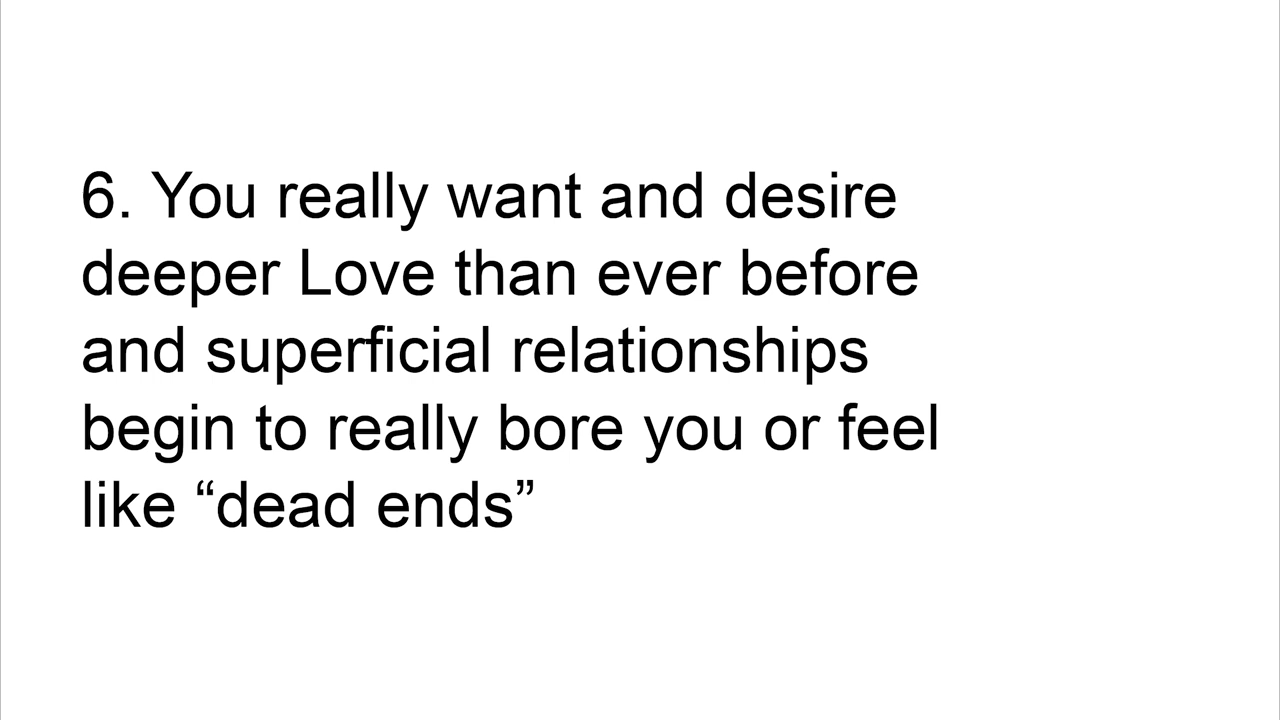 6. You really want and desire
deeper Love than ever before
and superficial relationships
begin to really bore you or feel
like “dead ends”